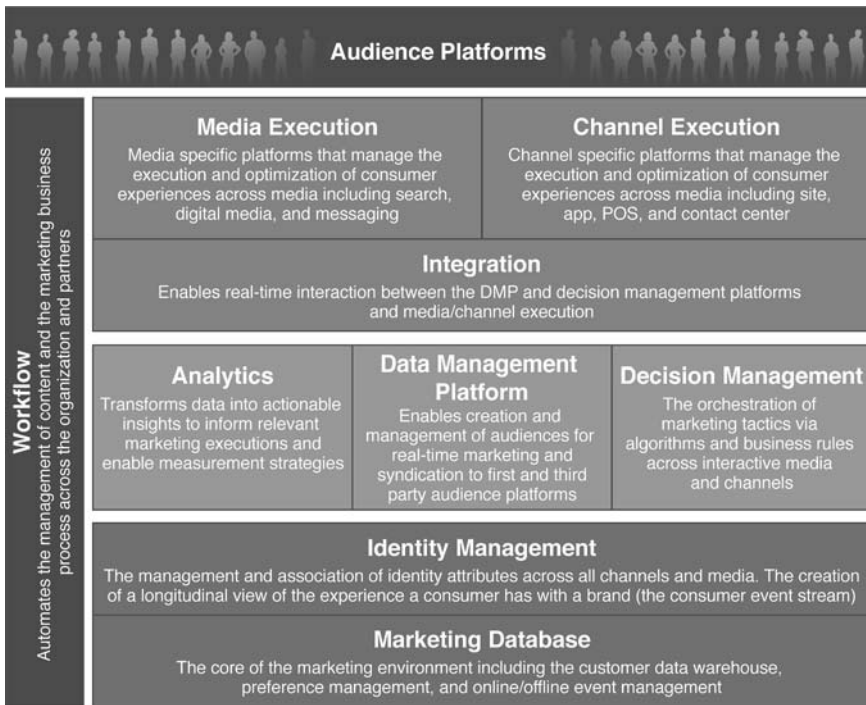 Audience Platforms
Workflow
Automates the management of content and the marketing business
process across the organization and partners
Media Execution
Media specific platforms that manage the
execution and optimization of consumer
experiences across media including search,
digital media, and messaging
Channel Execution
Channel specific platforms that manage the
execution and optimization of consumer
experiences across media including site,
app, POS, and contact center
Integration
Enables real-time interaction between the DMP and decision management platforms
and media/channel execution
Analytics
Transforms data into actionable
insights to inform relevant
marketing executions and
enable measurement strategies
Data Management
Platform
Enables creation and
management of audiences for
real-time marketing and
syndication to first and third
party audience platforms
Decision Management
The orchestration of
marketing tactics via
algorithms and business rules
across interactive media
and channels
Identity Management
The management and association of identity attributes across all channels and media. The creation
of a longitudinal view of the experience a consumer has with a brand (the consumer event stream)
Marketing Database
The core of the marketing environment including the customer data warehouse,
preference management, and online/offline event management